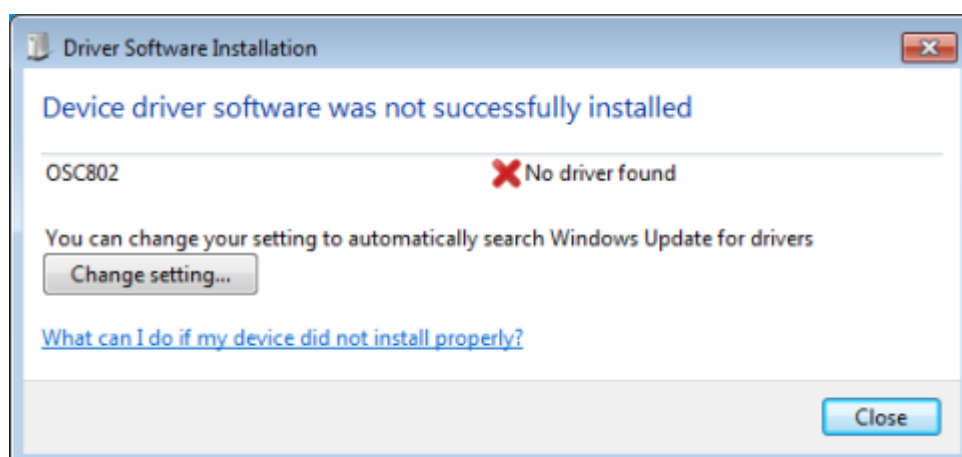 Driver Software Installation
Device driver software was not successfully installed
OSC802 No driver found
You can change your setting to automatically search Windows Update for drivers
Change setting...
What can I do if my device did not install properly?
Close